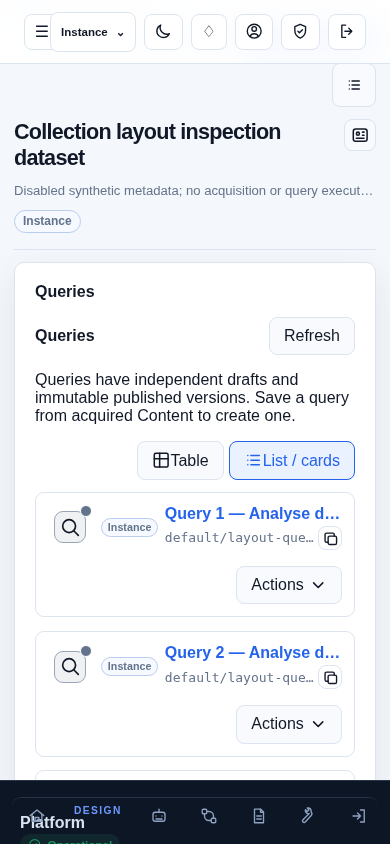 Instance
Collection layout inspection
dataset
Disabled synthetic metadata; no acquisition or query execut…
Instance
Queries
Queries
Refresh
Queries have independent drafts and
immutable published versions. Save a query
from acquired Content to create one.
Table
List / cards
Query 1 — Analyse d…
Instance
default/layout-que…
Actions
Query 2 — Analyse d…
Instance
default/layout-que…
Actions
DESIGN
Platform
Operational